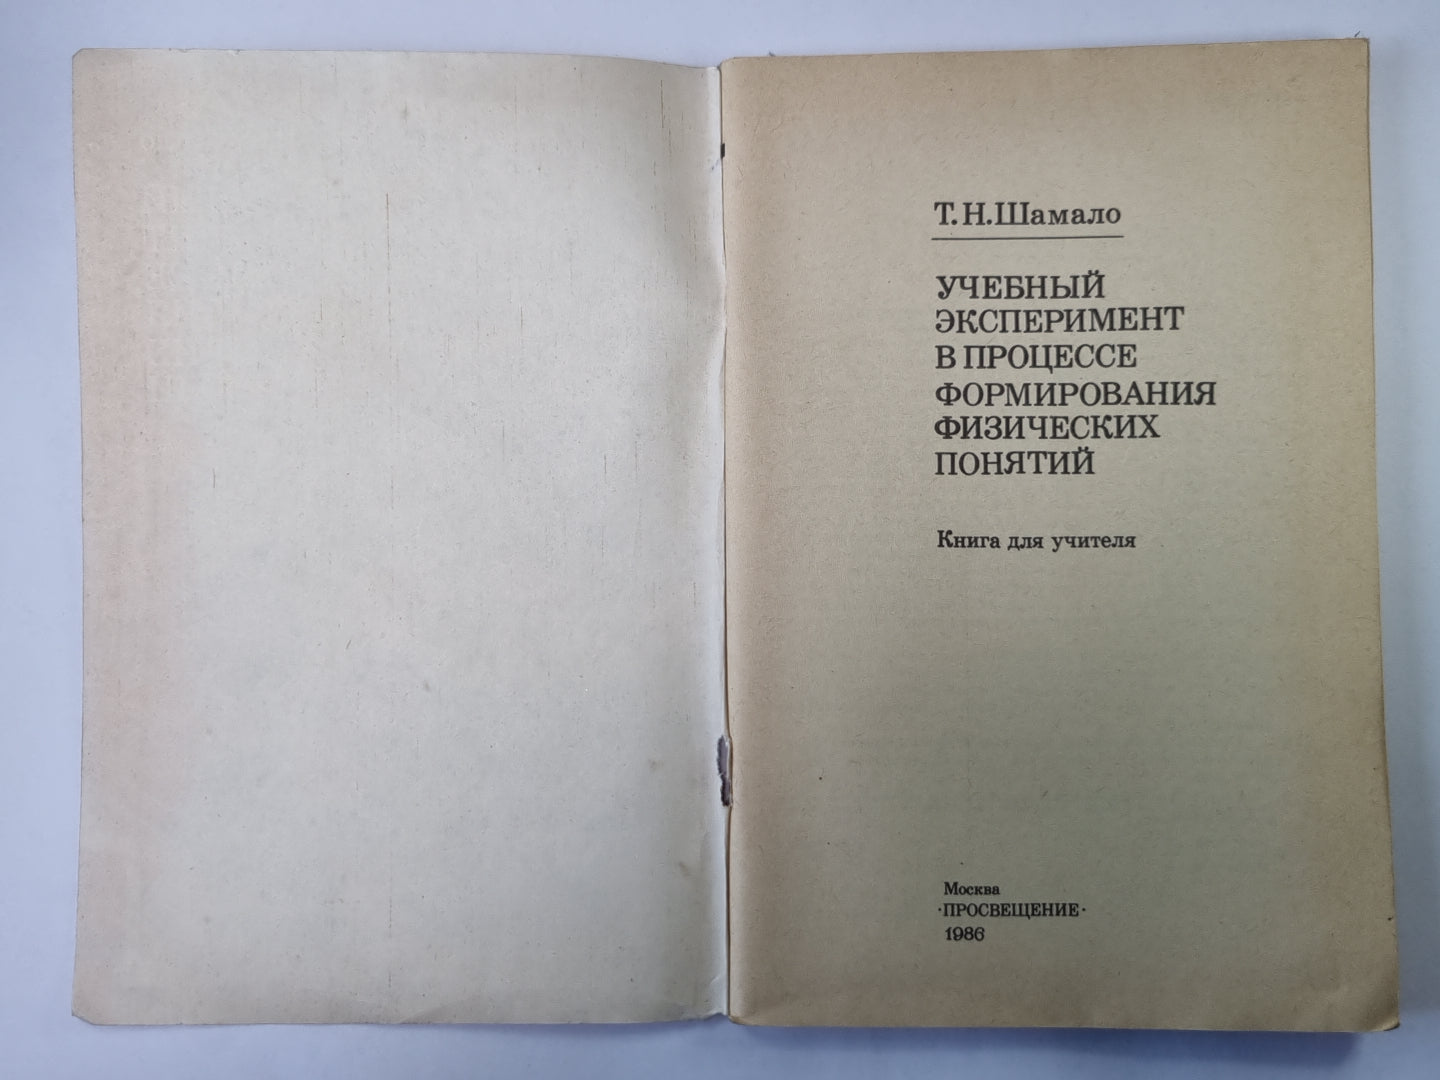 Т. Н. Шамало
УЧЕБНЫЙ
ЭКСПЕРИМЕНТ
В ПРОЦЕССЕ
ФОРМИРОВАНИЯ
ФИЗИЧЕСКИХ
ПОНЯТИЙ
Книга для учителя
Москва
·ПРОСВЕЩЕНИЕ·
1986